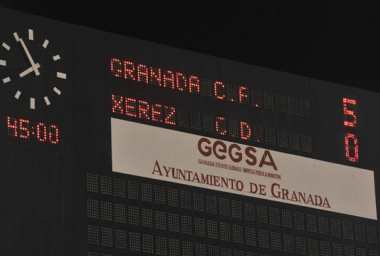 GRANADA C.F. 5
XEREZ C.D. 0
45:00
GEGSA
AYUNTAMIENTO DE GRANADA